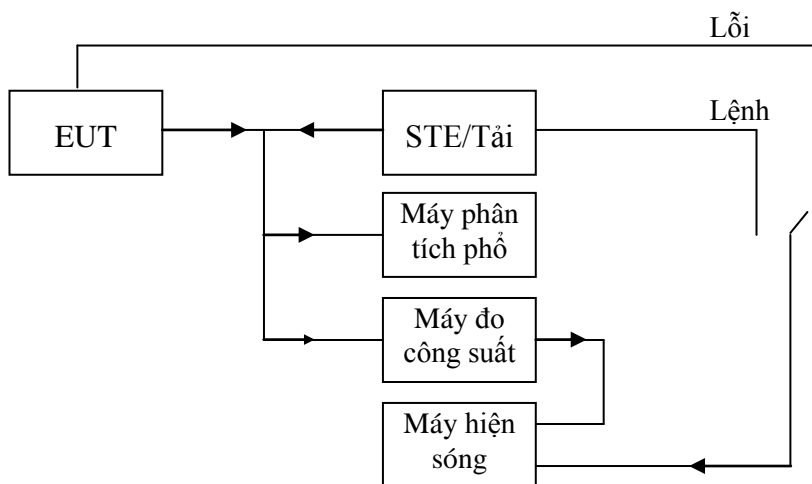 Lỗi
Lệnh
EUT
STE/Tải
Máy phân
tích phổ
Máy đo
công suất
Máy hiện
sóng